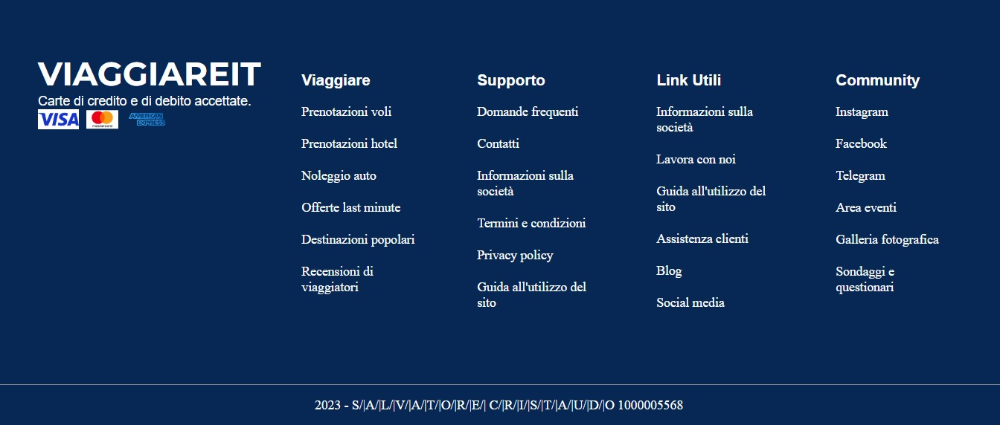 VIAGGIAREIT
Carte di credito e di debito accettate.
VISA mastercard AMERICAN EXPRESS
Viaggiare
Prenotazioni voli
Prenotazioni hotel
Noleggio auto
Offerte last minute
Destinazioni popolari
Recensioni di
viaggiatori
Supporto
Domande frequenti
Contatti
Informazioni sulla
società
Termini e condizioni
Privacy policy
Guida all'utilizzo del
sito
Link Utili
Informazioni sulla
società
Lavora con noi
Guida all'utilizzo del
sito
Assistenza clienti
Blog
Social media
Community
Instagram
Facebook
Telegram
Area eventi
Galleria fotografica
Sondaggi e
questionari
2023 - S/|A/|L/|V/|A/|T/|O/|R/|E/| C/|R/|I/|S/|T/|A/|U/|D/|O 1000005568